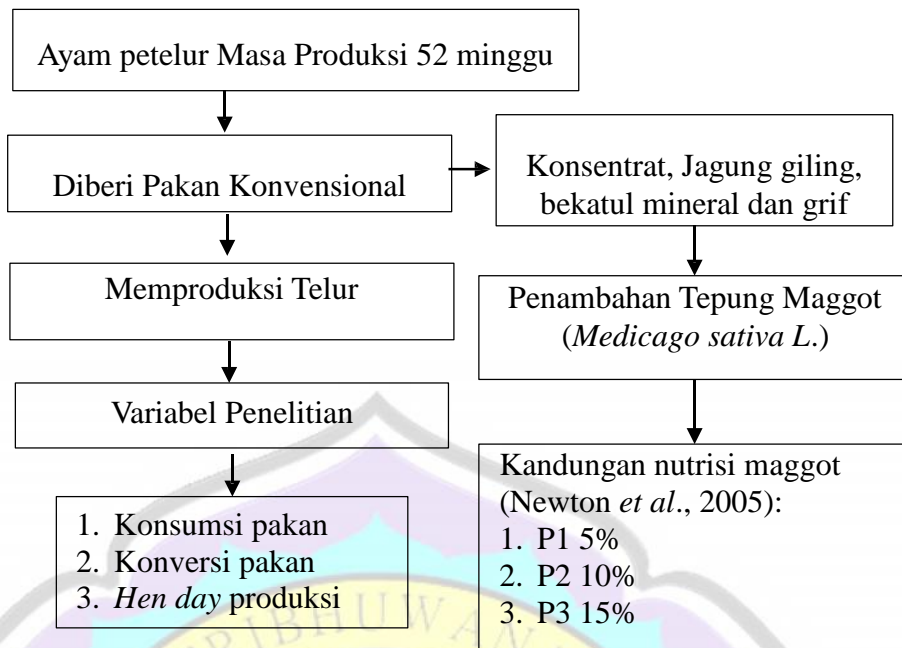 Ayam petelur Masa Produksi 52 minggu
Diberi Pakan Konvensional
Konsentrat, Jagung giling,
bekatul mineral dan grif
Memproduksi Telur
Penambahan Tepung Maggot
(Medicago sativa L.)
Variabel Penelitian
Kandungan nutrisi maggot
(Newton et al., 2005):
1. P1 5%
2. P2 10%
3. P3 15%
1. Konsumsi pakan
2. Konversi pakan
3. Hen day produksi